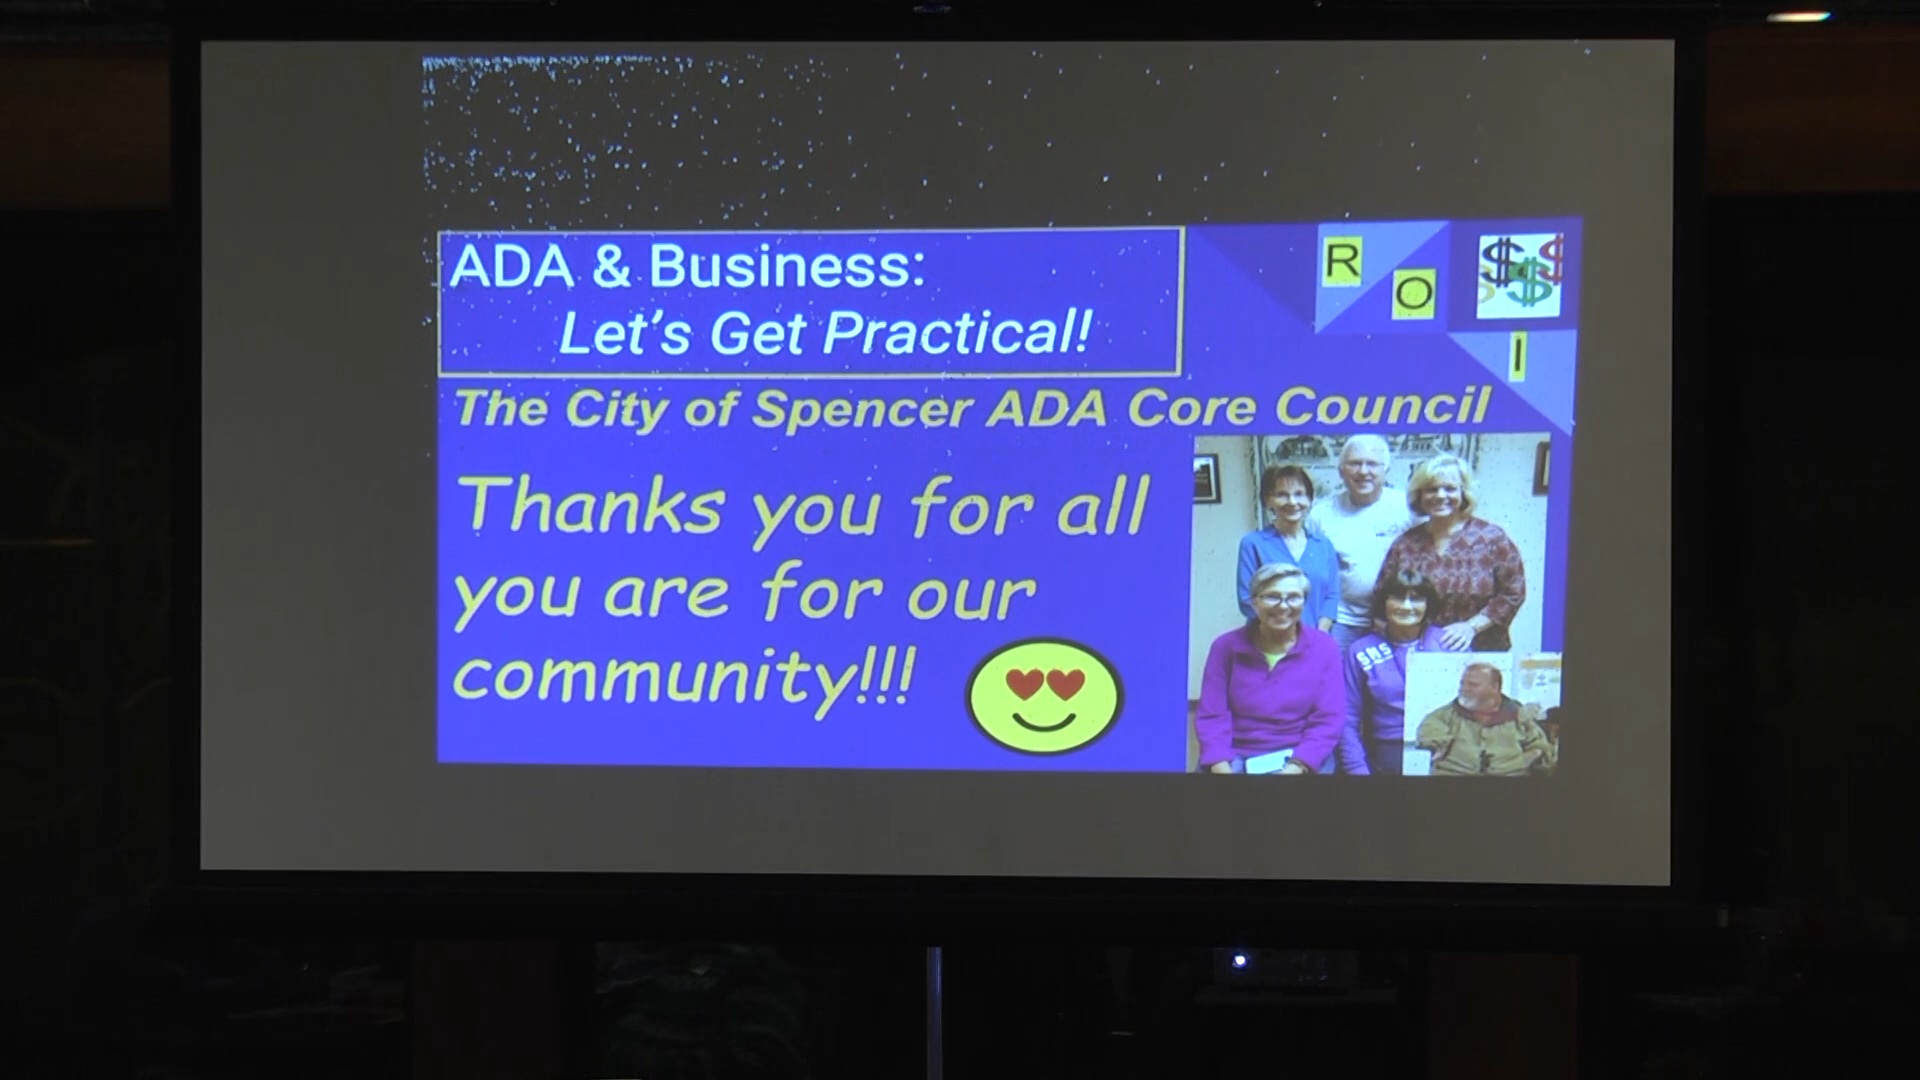 ADA & Business:
Let's Get Practical!
R
O
I
$$$$
The City of Spencer ADA Core Council
Thanks you for all
you are for our
community!!!
SMS